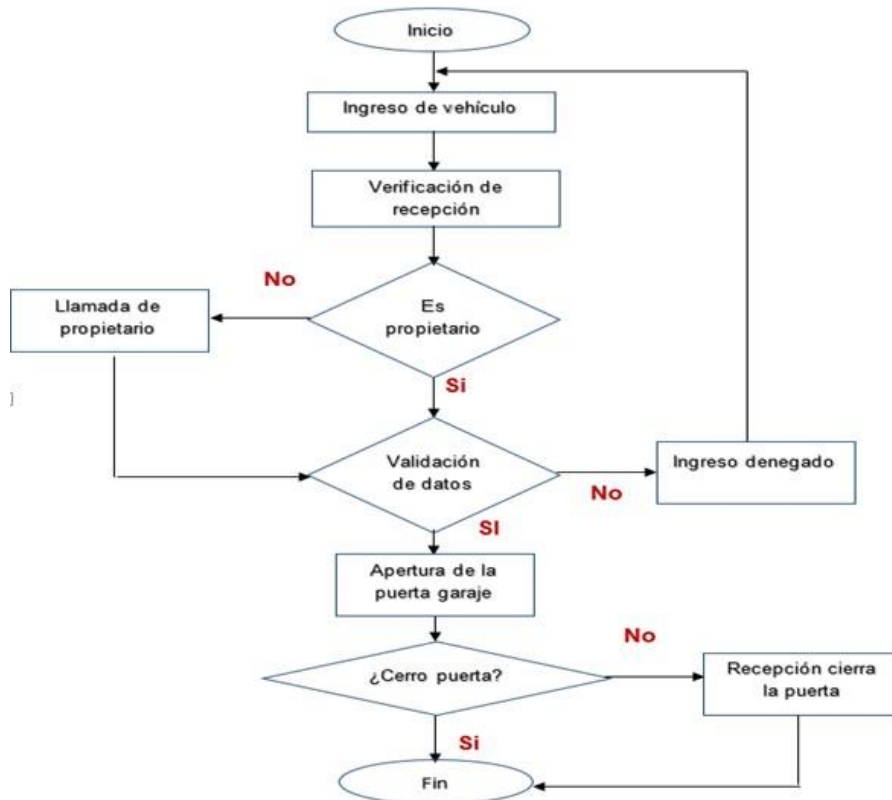 Inicio
Ingreso de vehículo
Verificación de
recepción
No
Es
propietario
Llamada de
propietario
Si
Validación
de datos
No
Ingreso denegado
SI
Apertura de la
puerta garaje
No
¿Cerro puerta?
Recepción cierra
la puerta
Si
Fin